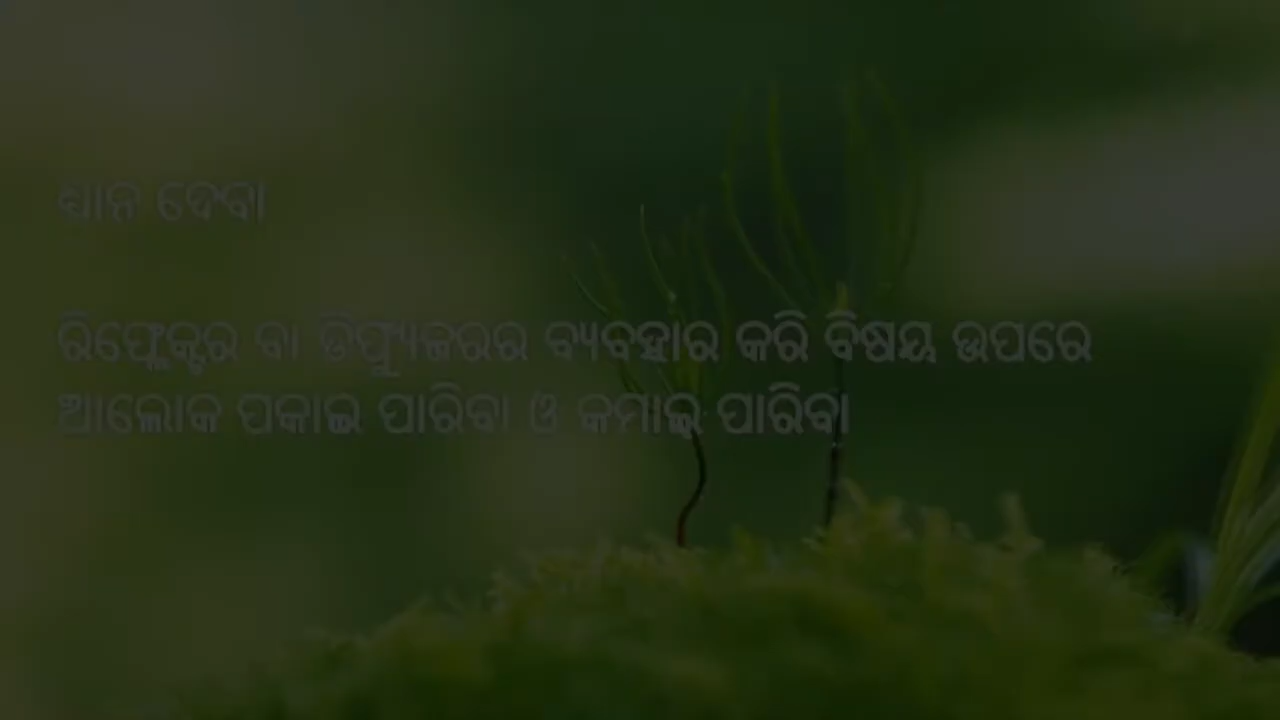 ଧ୍ୟାନ ଦେବା
ରିଫ୍ଲେକ୍ଟର ବା ଡିଫ୍ୟୁଜରର ବ୍ୟବହାର କରି ବିଷୟ ଉପରେ
ଆଲୋକ ପକାଇ ପାରିବା ଓ କମାଇ ପାରିବା